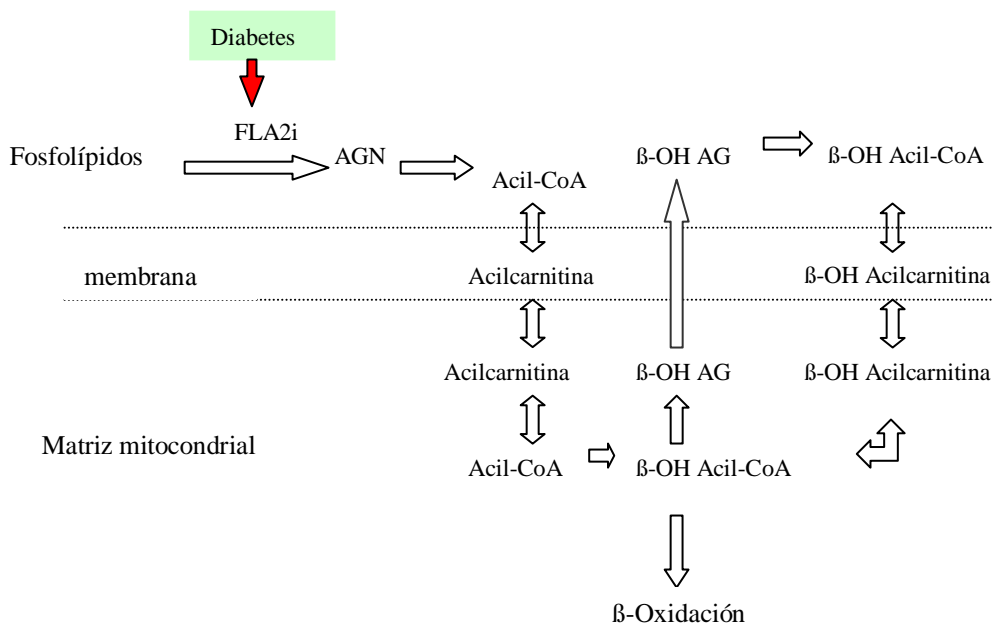 Diabetes
FLA2i
Fosfolípidos
AGN
Acil-CoA
ß-OH AG
ß-OH Acil-CoA
membrana
Acilcarnitina
ß-OH Acilcarnitina
Acilcarnitina
ß-OH AG
ß-OH Acilcarnitina
Matriz mitocondrial
Acil-CoA
ß-OH Acil-CoA
ß-Oxidación